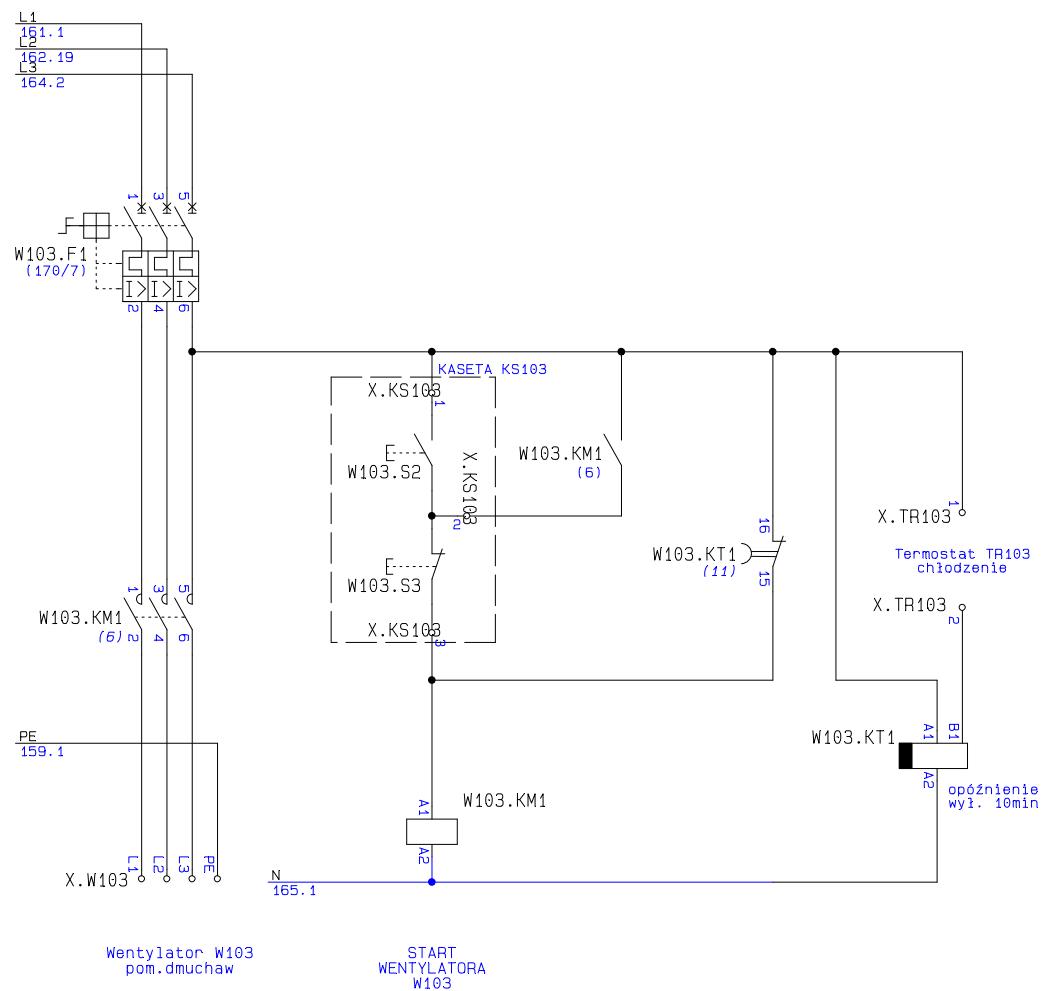 L1
161.1
L2
162.19
L3
164.2
1
3
5
W103.F1
(170/7)
2
4
6
KASETA KS103
X.KS103
1
W103.S2
X.KS103
2
W103.KM1
(6)
W103.S3
X.KS103
3
16
W103.KT1
(11)
15
1
X.TR103
Termostat TR103
chłodzenie
X.TR103
2
1
3
5
W103.KM1
(6)
2
4
6
PE
159.1
W103.KT1
A1
B1
A2
opóźnienie
wył. 10min
A1
W103.KM1
A2
L1
L2
L3
PE
X.W103
N
165.1
Wentylator W103
pom.dmuchaw
START
WENTYLATORA
W103